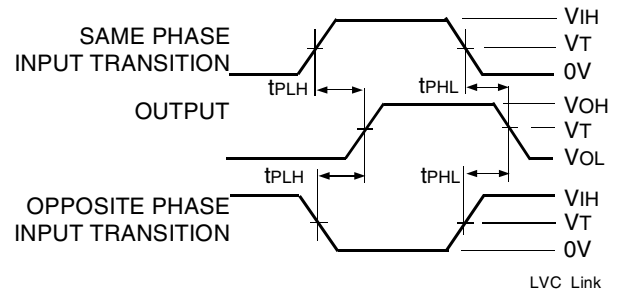 VIH
SAME PHASE
INPUT TRANSITION
VT
0V
tPLH
tPHL
OUTPUT
VOH
VT
VOL
tPLH
tPHL
OPPOSITE PHASE
INPUT TRANSITION
VIH
VT
0V
LVC Link